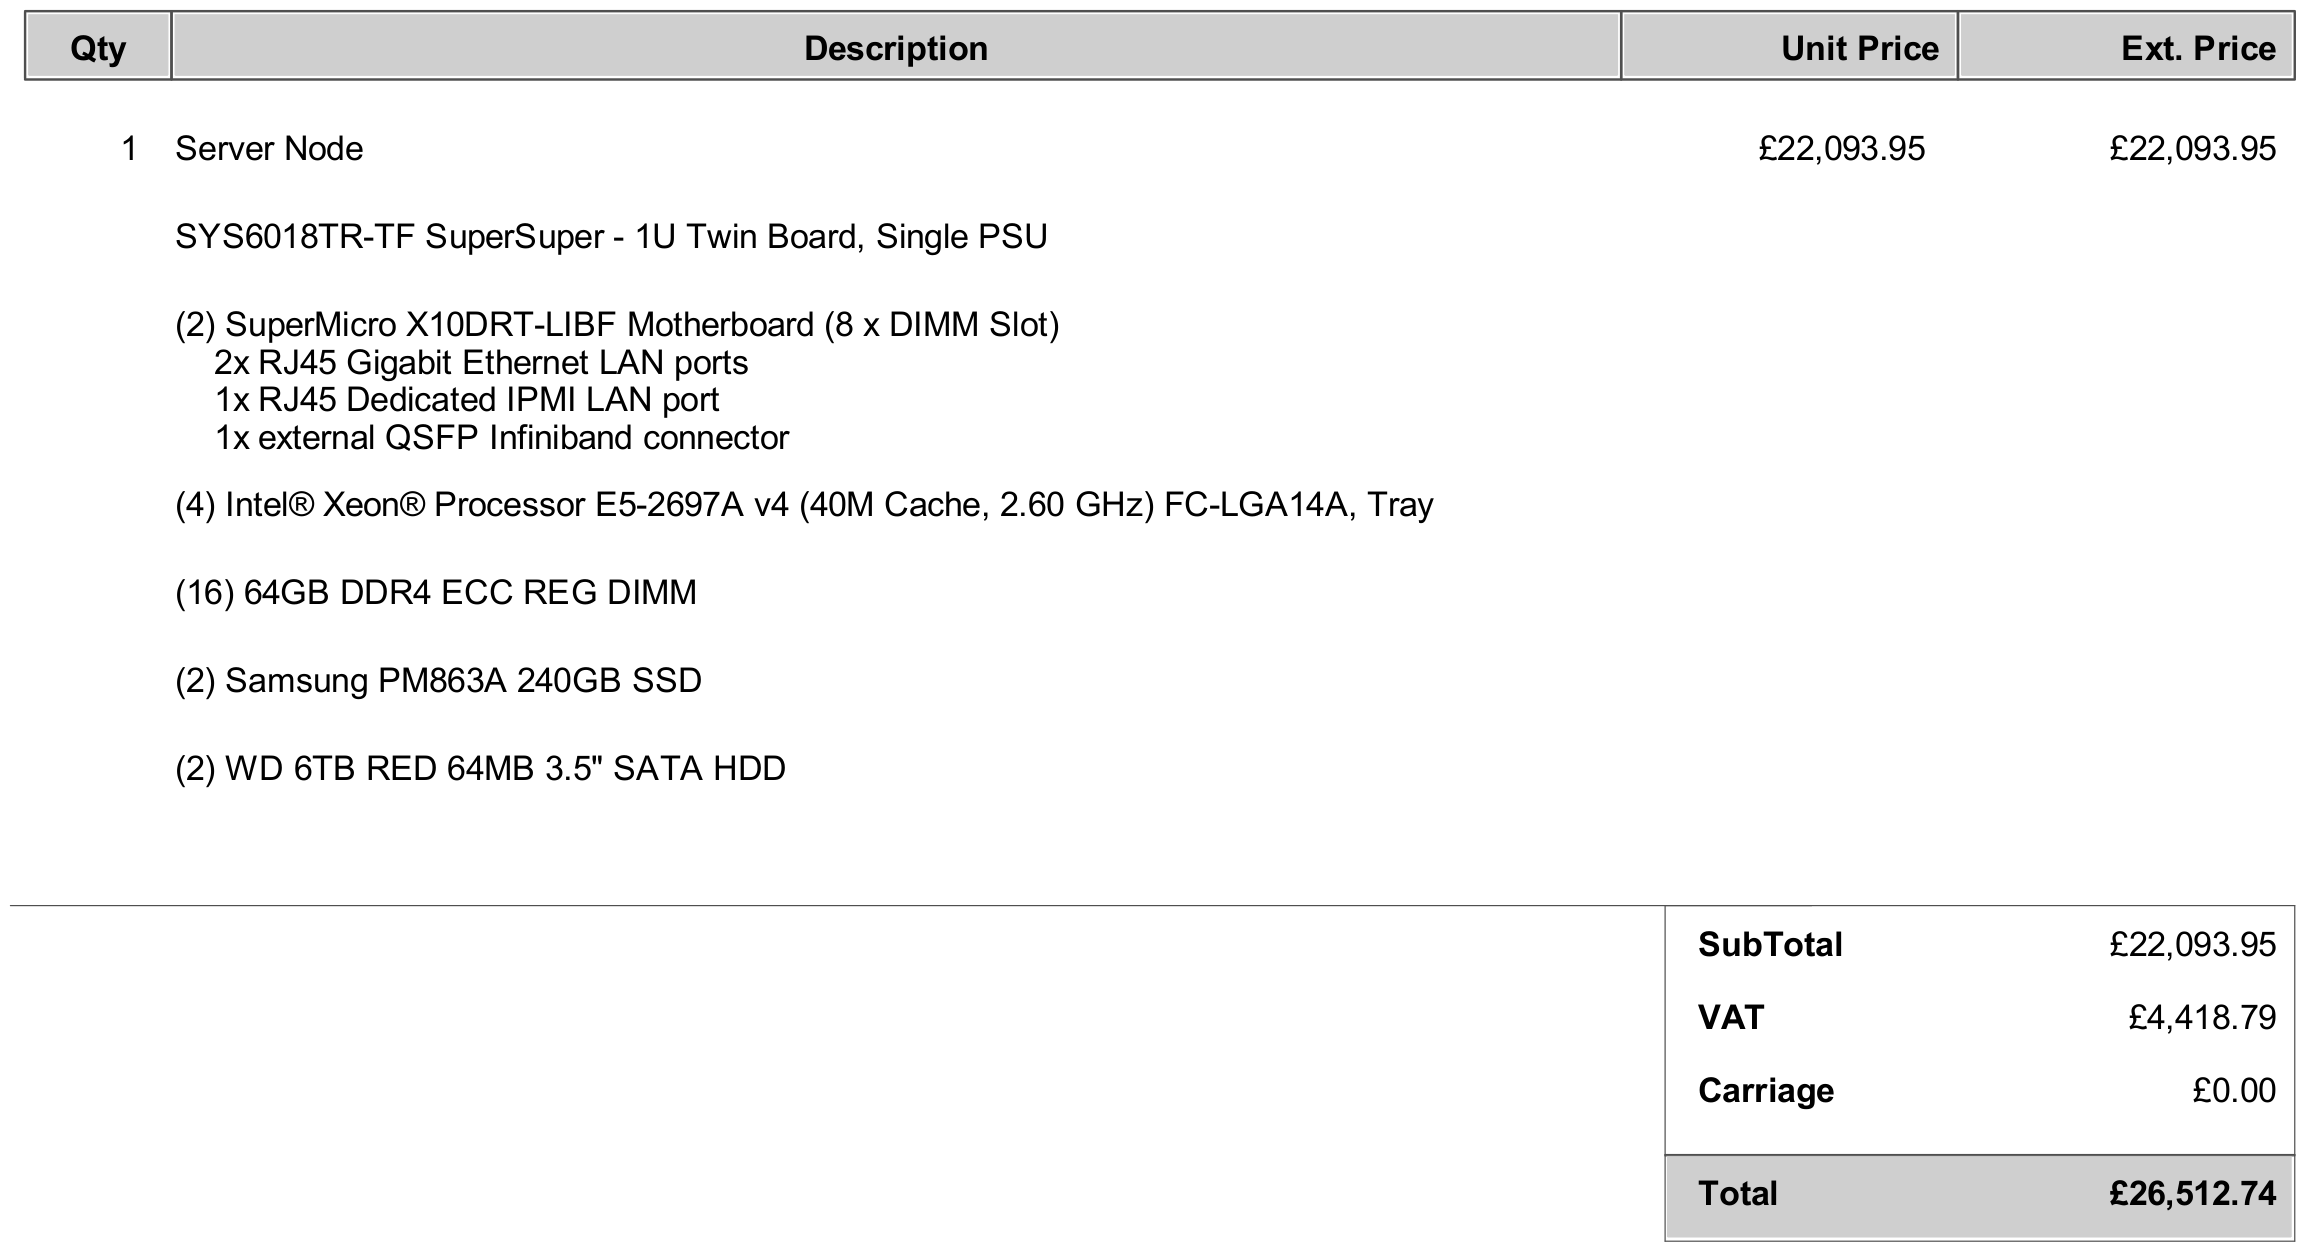 Qty Description Unit Price Ext. Price
1 Server Node £22,093.95 £22,093.95
SYS6018TR-TF SuperSuper - 1U Twin Board, Single PSU
(2) SuperMicro X10DRT-LIBF Motherboard (8 x DIMM Slot)
2x RJ45 Gigabit Ethernet LAN ports
1x RJ45 Dedicated IPMI LAN port
1x external QSFP Infiniband connector
(4) Intel® Xeon® Processor E5-2697A v4 (40M Cache, 2.60 GHz) FC-LGA14A, Tray
(16) 64GB DDR4 ECC REG DIMM
(2) Samsung PM863A 240GB SSD
(2) WD 6TB RED 64MB 3.5" SATA HDD
SubTotal £22,093.95
VAT £4,418.79
Carriage £0.00
Total £26,512.74